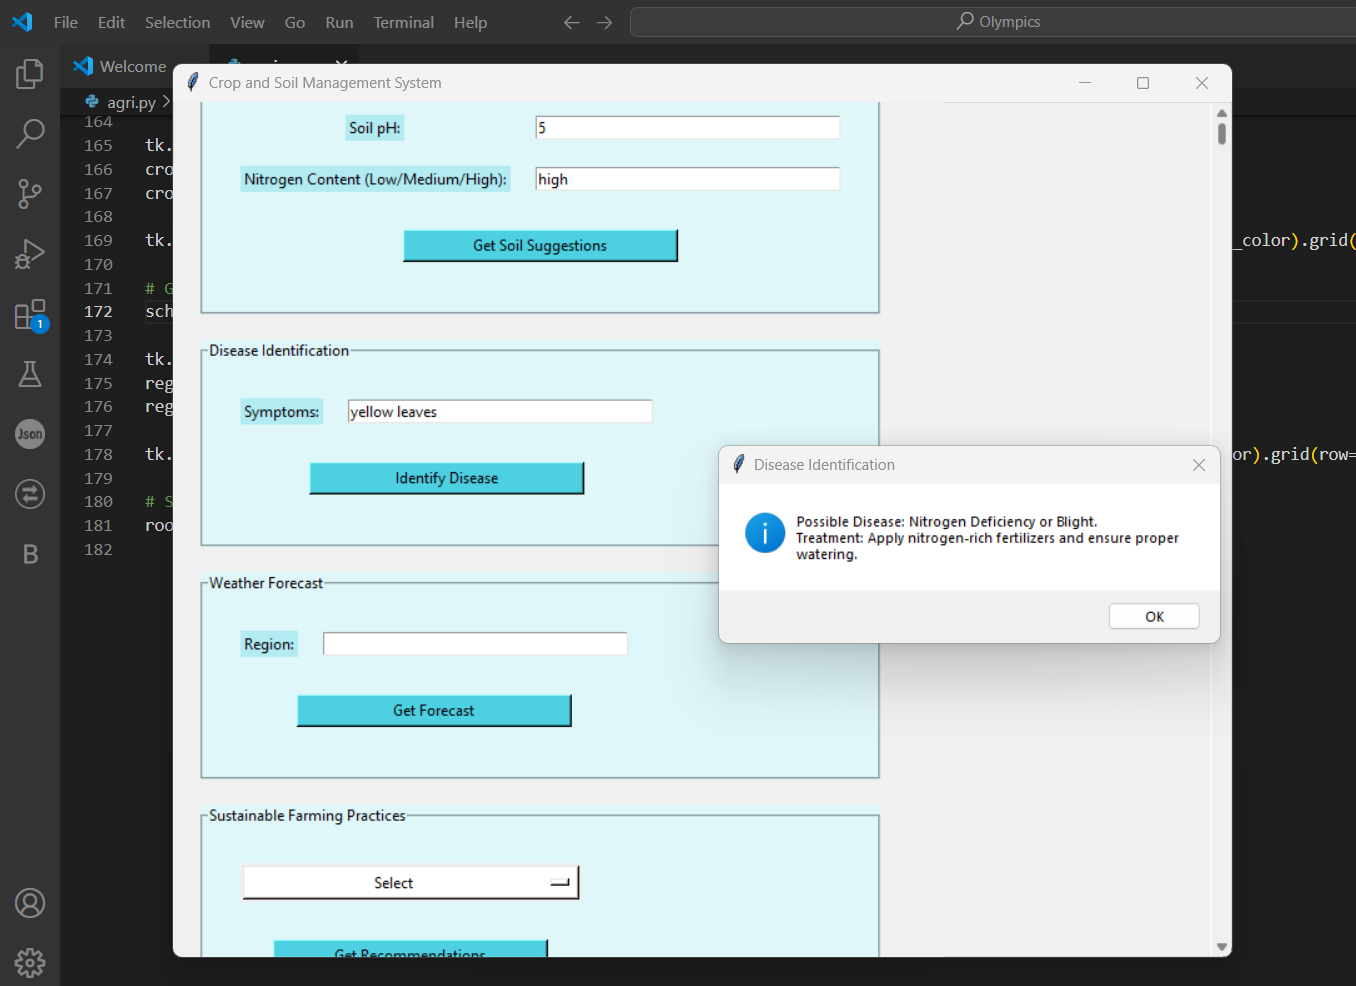 File Edit Selection View Go Run Terminal Help
Olympics
Welcome
agri.py
Crop and Soil Management System
164
165 tk.
166 cro
167 cro
168
169 tk. _color).grid(
170
171 # G
172 sch
173
174 tk.
175 reg
176 reg
177
178 tk. or).grid(row=
179
180 # S
181 roo
182
1
Json
B
Soil pH: 5
Nitrogen Content (Low/Medium/High): high
Get Soil Suggestions
Disease Identification
Symptoms: yellow leaves
Identify Disease
Disease Identification
Possible Disease: Nitrogen Deficiency or Blight.
Treatment: Apply nitrogen-rich fertilizers and ensure proper
watering.
OK
Weather Forecast
Region:
Get Forecast
Sustainable Farming Practices
Select
Get Recommendations